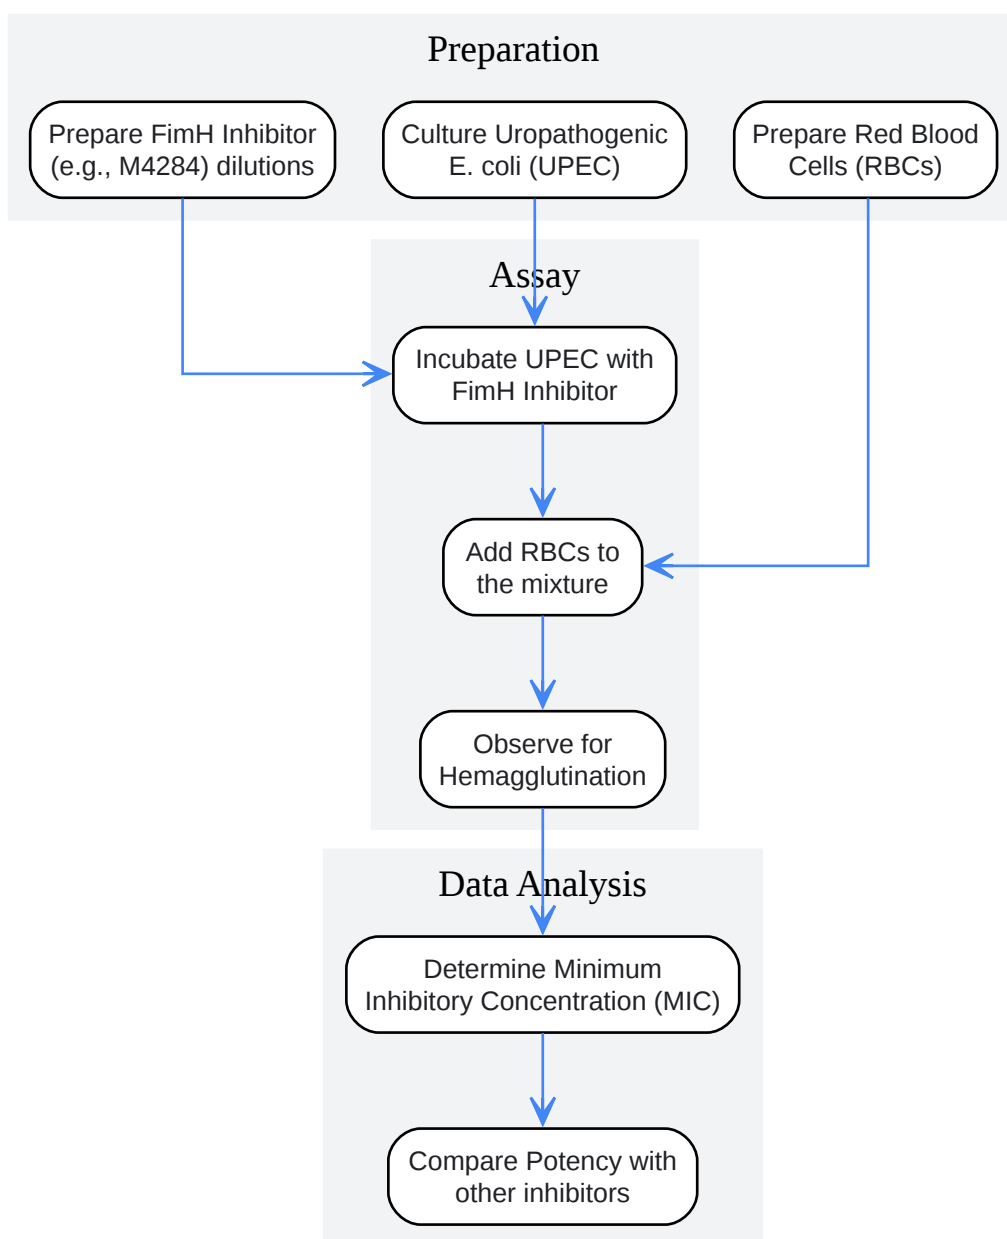 Preparation
Prepare FimH Inhibitor
(e.g., M4284) dilutions
Culture Uropathogenic
E. coli (UPEC)
Prepare Red Blood
Cells (RBCs)
Assay
Incubate UPEC with
FimH Inhibitor
Add RBCs to
the mixture
Observe for
Hemagglutination
Data Analysis
Determine Minimum
Inhibitory Concentration (MIC)
Compare Potency with
other inhibitors